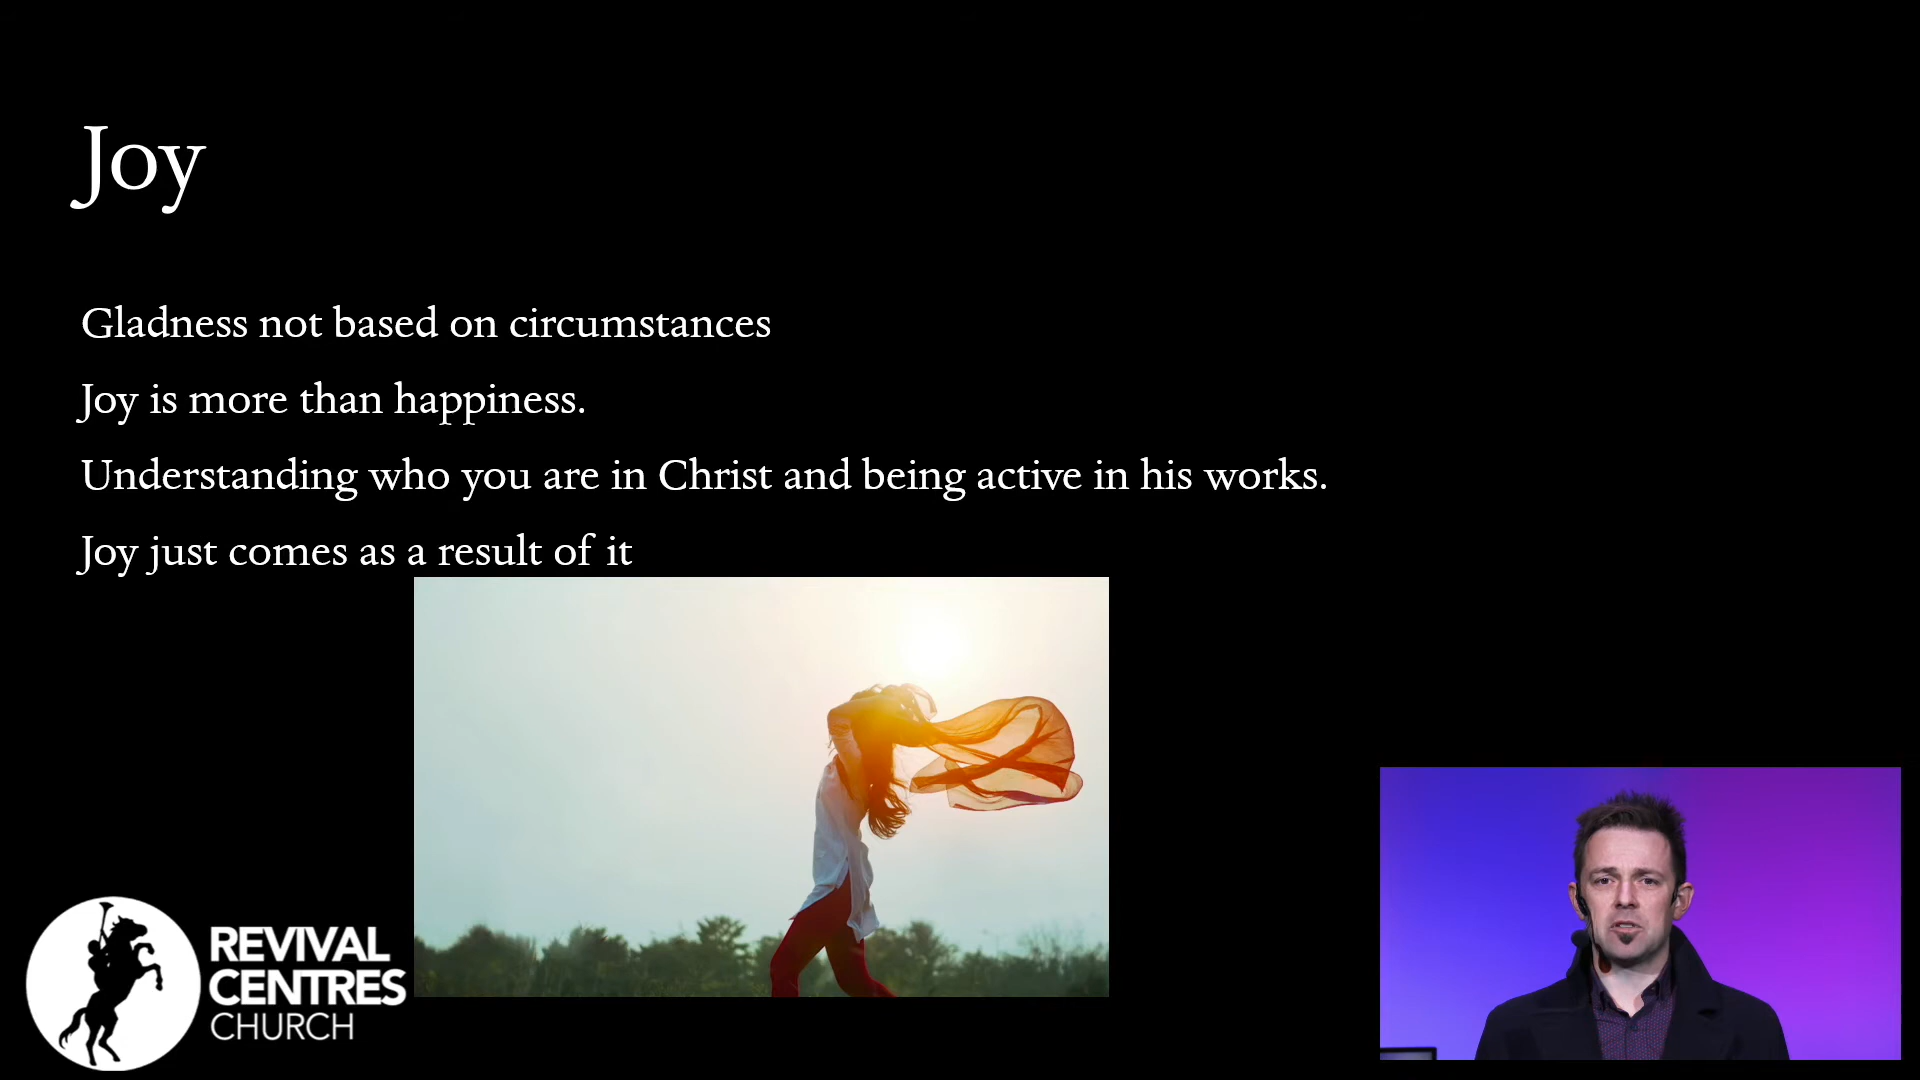 Joy
Gladness not based on circumstances
Joy is more than happiness.
Understanding who you are in Christ and being active in his works.
Joy just comes as a result of it
REVIVAL
CENTRES
CHURCH